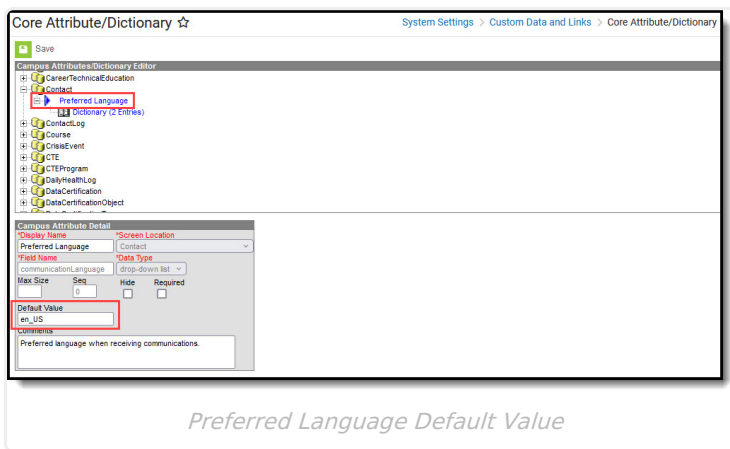 Core Attribute/Dictionary ☆
System Settings > Custom Data and Links > Core Attribute/Dictionary
Save
Campus Attributes/Dictionary Editor
CareerTechnicalEducation
Contact
Preferred Language
Dictionary (2 Entries)
ContactLog
Course
CrisisEvent
CTE
CTEProgram
DailyHealthLog
DataCertification
DataCertificationObject
Campus Attribute Detail
*Display Name *Screen Location
Preferred Language Contact
*Field Name *Data Type
communicationLanguage drop-down list
Max Size Seq Hide Required
0
Default Value
en_US
Comments
Preferred language when receiving communications.
Preferred Language Default Value